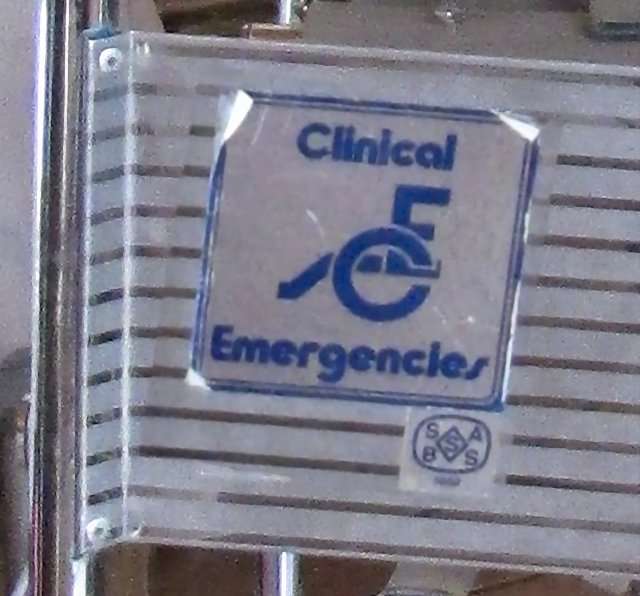 Clinical
Emergencies
S A
S
B S